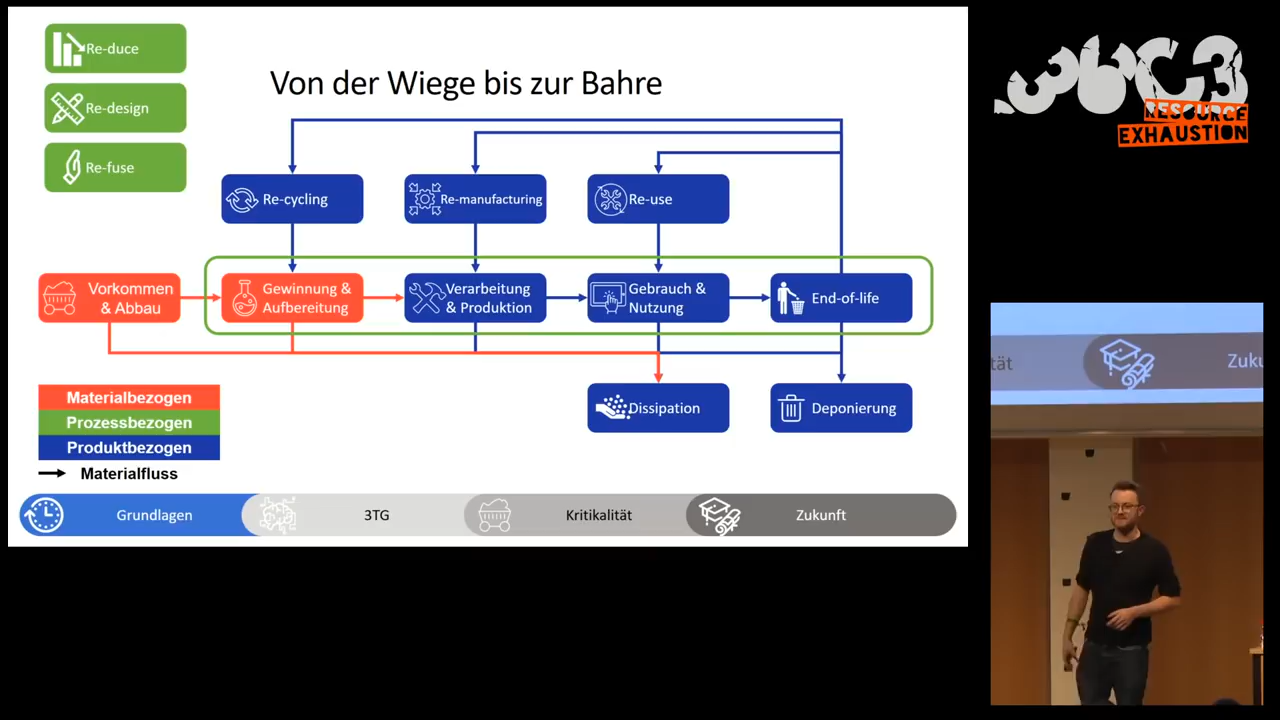 Re-duce
Re-design
Re-fuse
Von der Wiege bis zur Bahre
Re-cycling
Re-manufacturing
Re-use
Vorkommen
& Abbau
Gewinnung &
Aufbereitung
Verarbeitung
& Produktion
Gebrauch &
Nutzung
End-of-life
Dissipation
Deponierung
Materialbezogen
Prozessbezogen
Produktbezogen
Materialfluss
Grundlagen
3TG
Kritikalität
Zukunft
36C3
RESOURCE
EXHAUSTION
tät
Zuku